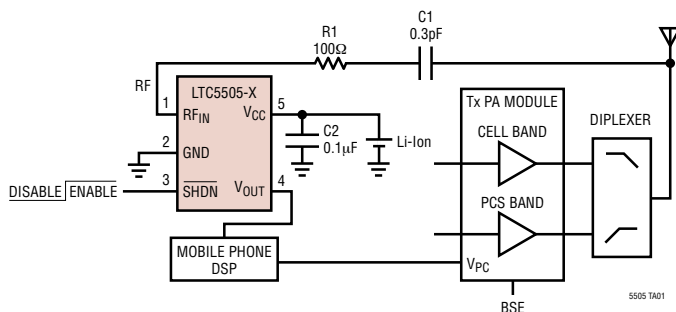 C1
0.3pF
R1
100Ω
RF
LTC5505-X
1
RFIN
VCC
5
2
GND
C2
0.1µF
Li-Ion
DISABLE ENABLE
3
SHDN
VOUT
4
MOBILE PHONE
DSP
Tx PA MODULE
CELL BAND
PCS BAND
VPC
BSE
DIPLEXER
5505 TA01